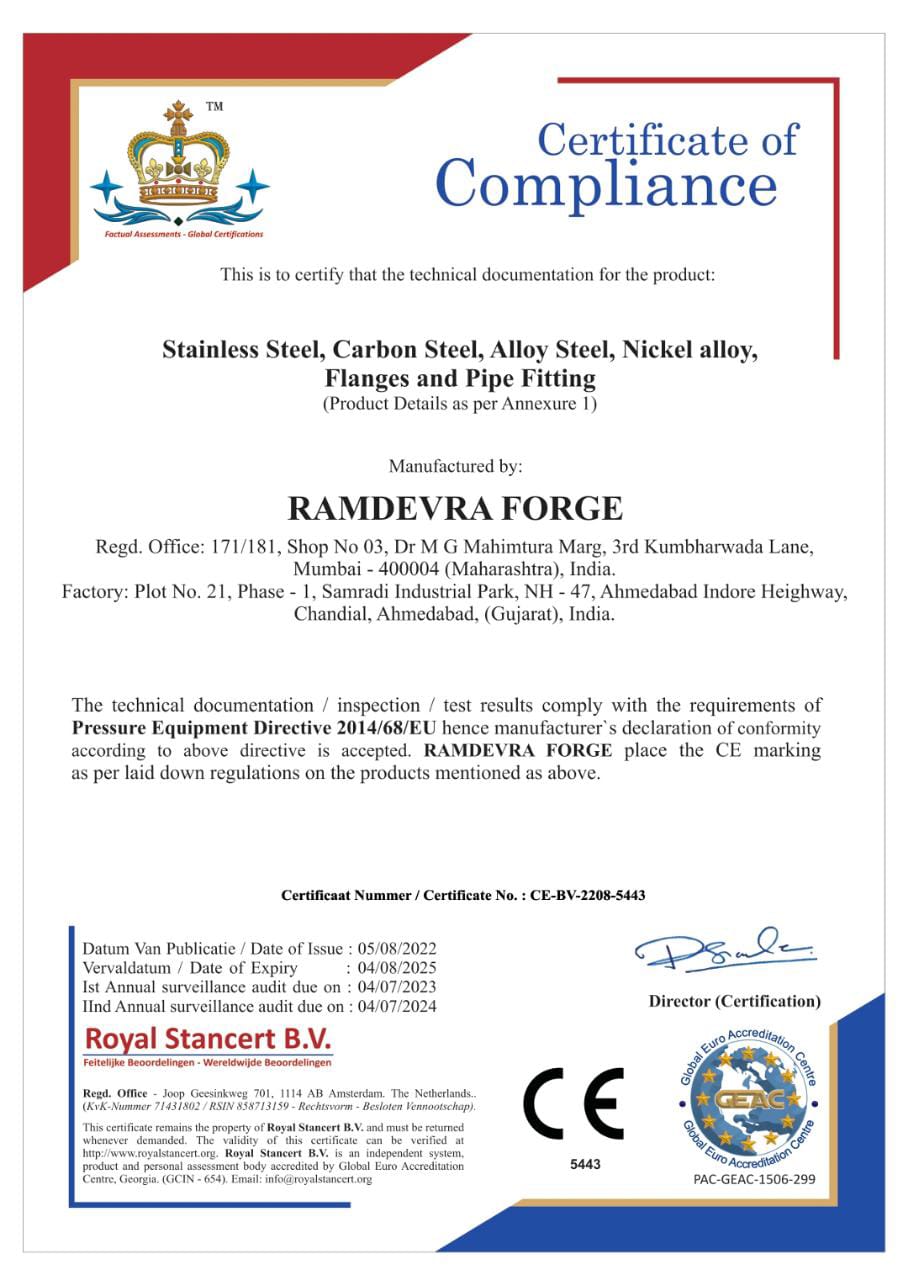 TM
Factual Assessments - Global Certifications
Certificate of
Compliance
This is to certify that the technical documentation for the product:
Stainless Steel, Carbon Steel, Alloy Steel, Nickel alloy,
Flanges and Pipe Fitting
(Product Details as per Annexure 1)
Manufactured by:
RAMDEVRA FORGE
Regd. Office: 171/181, Shop No 03, Dr M G Mahimtura Marg, 3rd Kumbharwada Lane,
Mumbai - 400004 (Maharashtra), India.
Factory: Plot No. 21, Phase - 1, Samradi Industrial Park, NH - 47, Ahmedabad Indore Heighway,
Chandial, Ahmedabad, (Gujarat), India.
The technical documentation / inspection / test results comply with the requirements of
Pressure Equipment Directive 2014/68/EU hence manufacturer`s declaration of conformity
according to above directive is accepted. RAMDEVRA FORGE place the CE marking
as per laid down regulations on the products mentioned as above.
Certificaat Nummer / Certificate No. : CE-BV-2208-5443
Datum Van Publicatie / Date of Issue : 05/08/2022
Vervaldatum / Date of Expiry : 04/08/2025
Ist Annual surveillance audit due on : 04/07/2023
IInd Annual surveillance audit due on : 04/07/2024
Director (Certification)
Royal Stancert B.V.
Feitelijke Beoordelingen - Wereldwijde Beoordelingen
Regd. Office - Joop Geesinkweg 701, 1114 AB Amsterdam. The Netherlands..
(KvK-Nummer 71431802 / RSIN 858713159 - Rechtsvorm - Besloten Vennootschap).
This certificate remains the property of Royal Stancert B.V. and must be returned
whenever demanded. The validity of this certificate can be verified at
http://www.royalstancert.org. Royal Stancert B.V. is an independent system,
product and personal assessment body accredited by Global Euro Accreditation
Centre, Georgia. (GCIN - 654). Email: info@royalstancert.org
CE
5443
Global Euro Accreditation Centre
GEAC
Global Euro Accreditation Centre
PAC-GEAC-1506-299